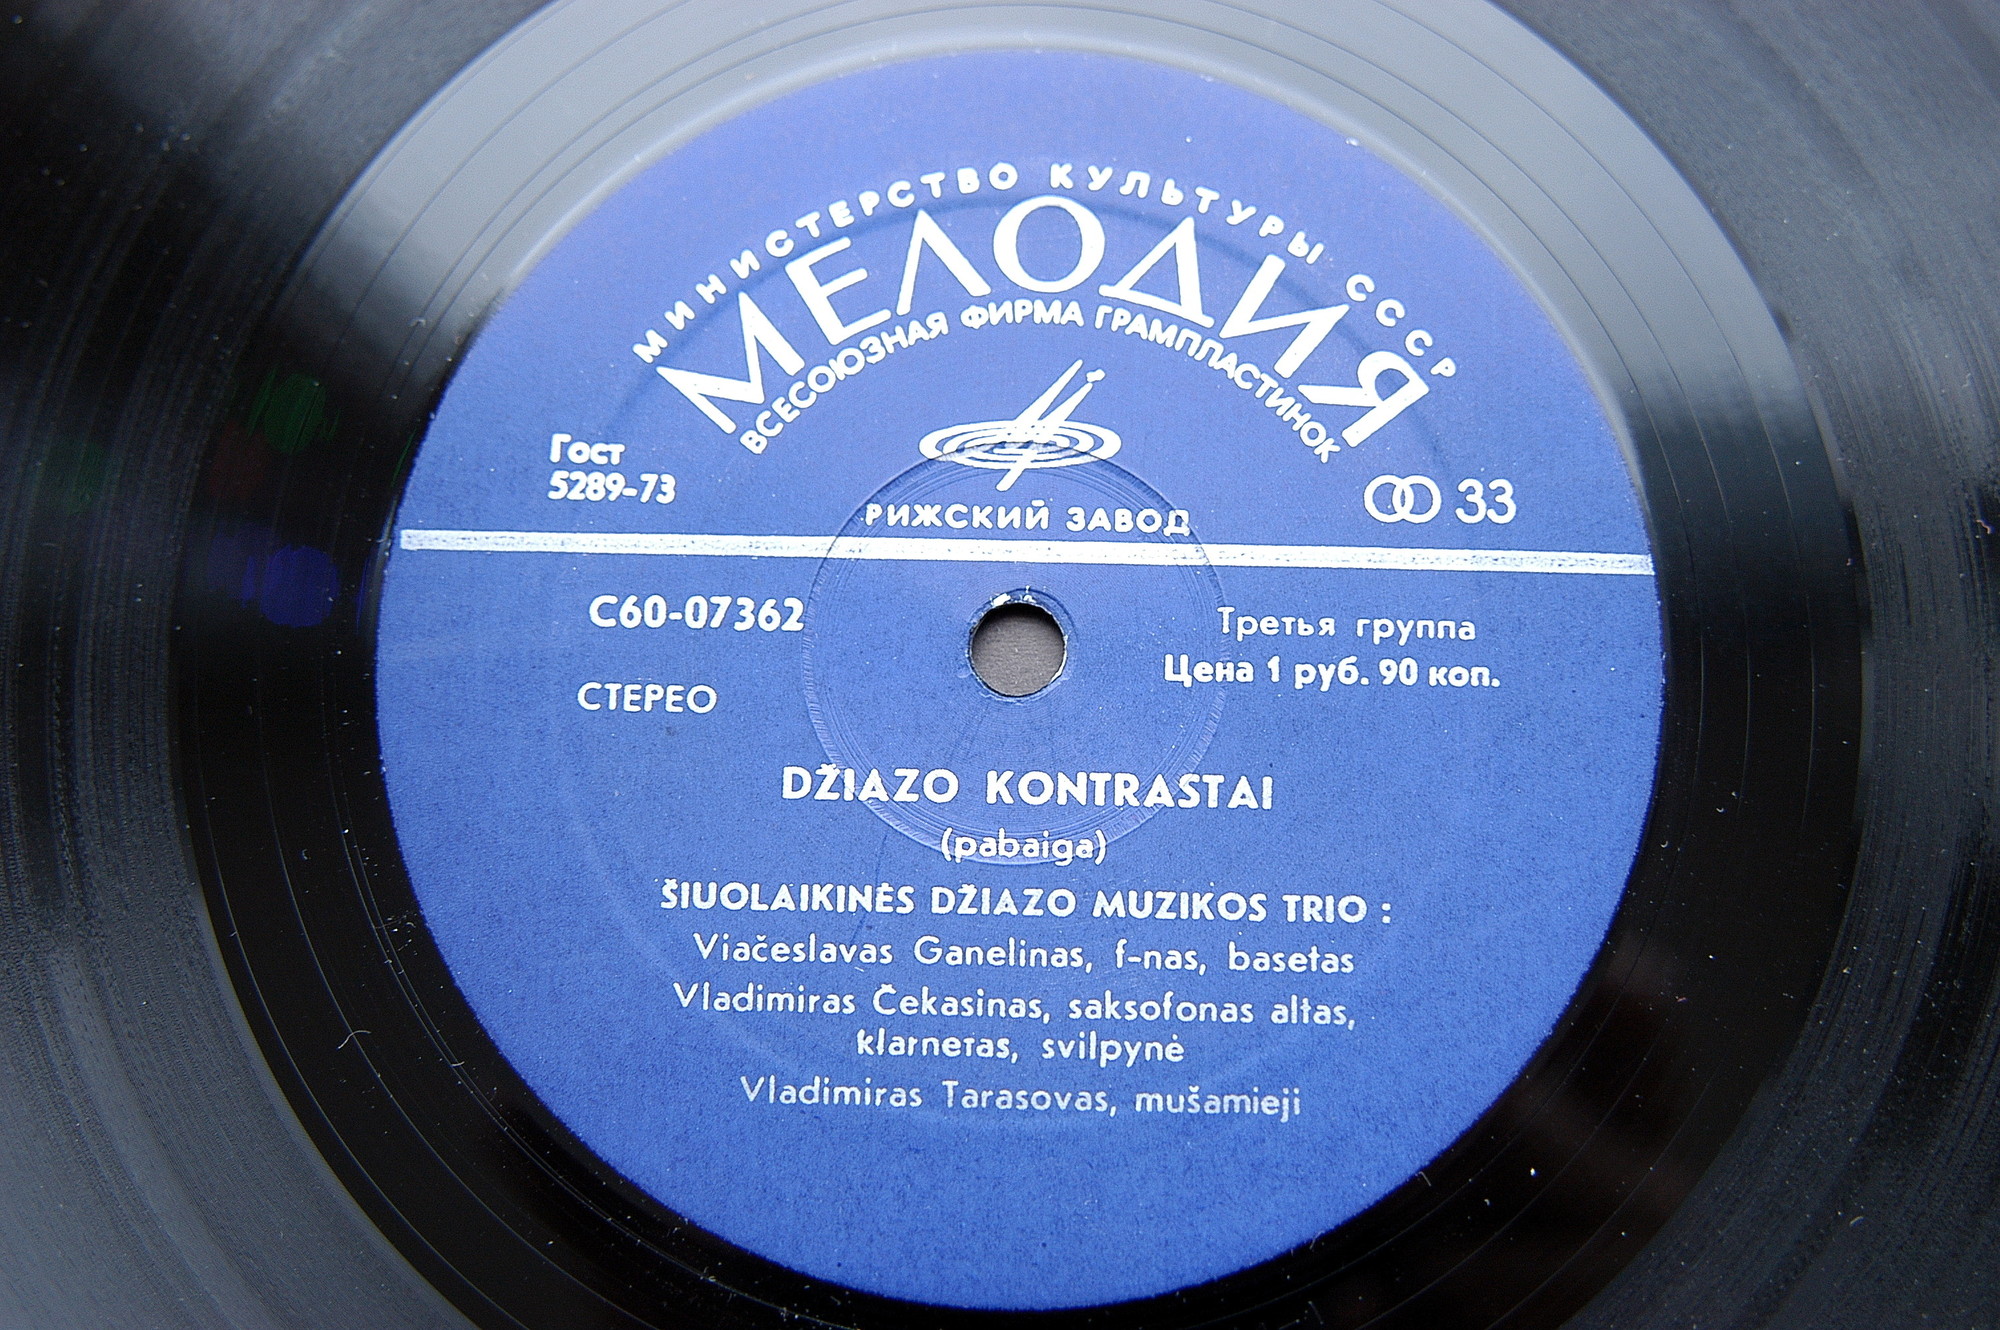 МИНИСТЕРСТВО КУЛЬТУРЫ СССР
МЕЛОДИЯ
ВСЕСОЮЗНАЯ ФИРМА ГРАМПЛАСТИНОК
Гост
5289-73
33
РИЖСКИЙ ЗАВОД
С60-07362
Третья группа
Цена 1 руб. 90 коп.
СТЕРЕО
DŽIAZO KONTRASTAI
(pabaiga)
ŠIUOLAIKINĖS DŽIAZO MUZIKOS TRIO :
Viačeslavas Ganelinas, f-nas, basetas
Vladimiras Čekasinas, saksofonas altas,
klarnetas, svilpynė
Vladimiras Tarasovas, mušamieji